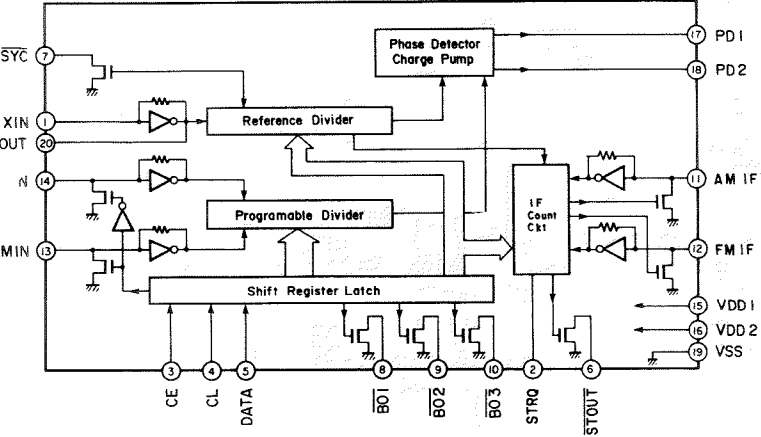 SYC
7
XIN
1
OUT
20
14
MIN
13
Phase Detector
Charge Pump
Reference Divider
Programable Divider
Shift Register Latch
IF
Count
Ckt
17 PD1
18 PD2
11 AM IF
12 FM IF
15 VDD1
16 VDD2
19 VSS
3 4 5 8 9 10 2 6
CE CL DATA BO1 BO2 BO3 STRQ STOUT